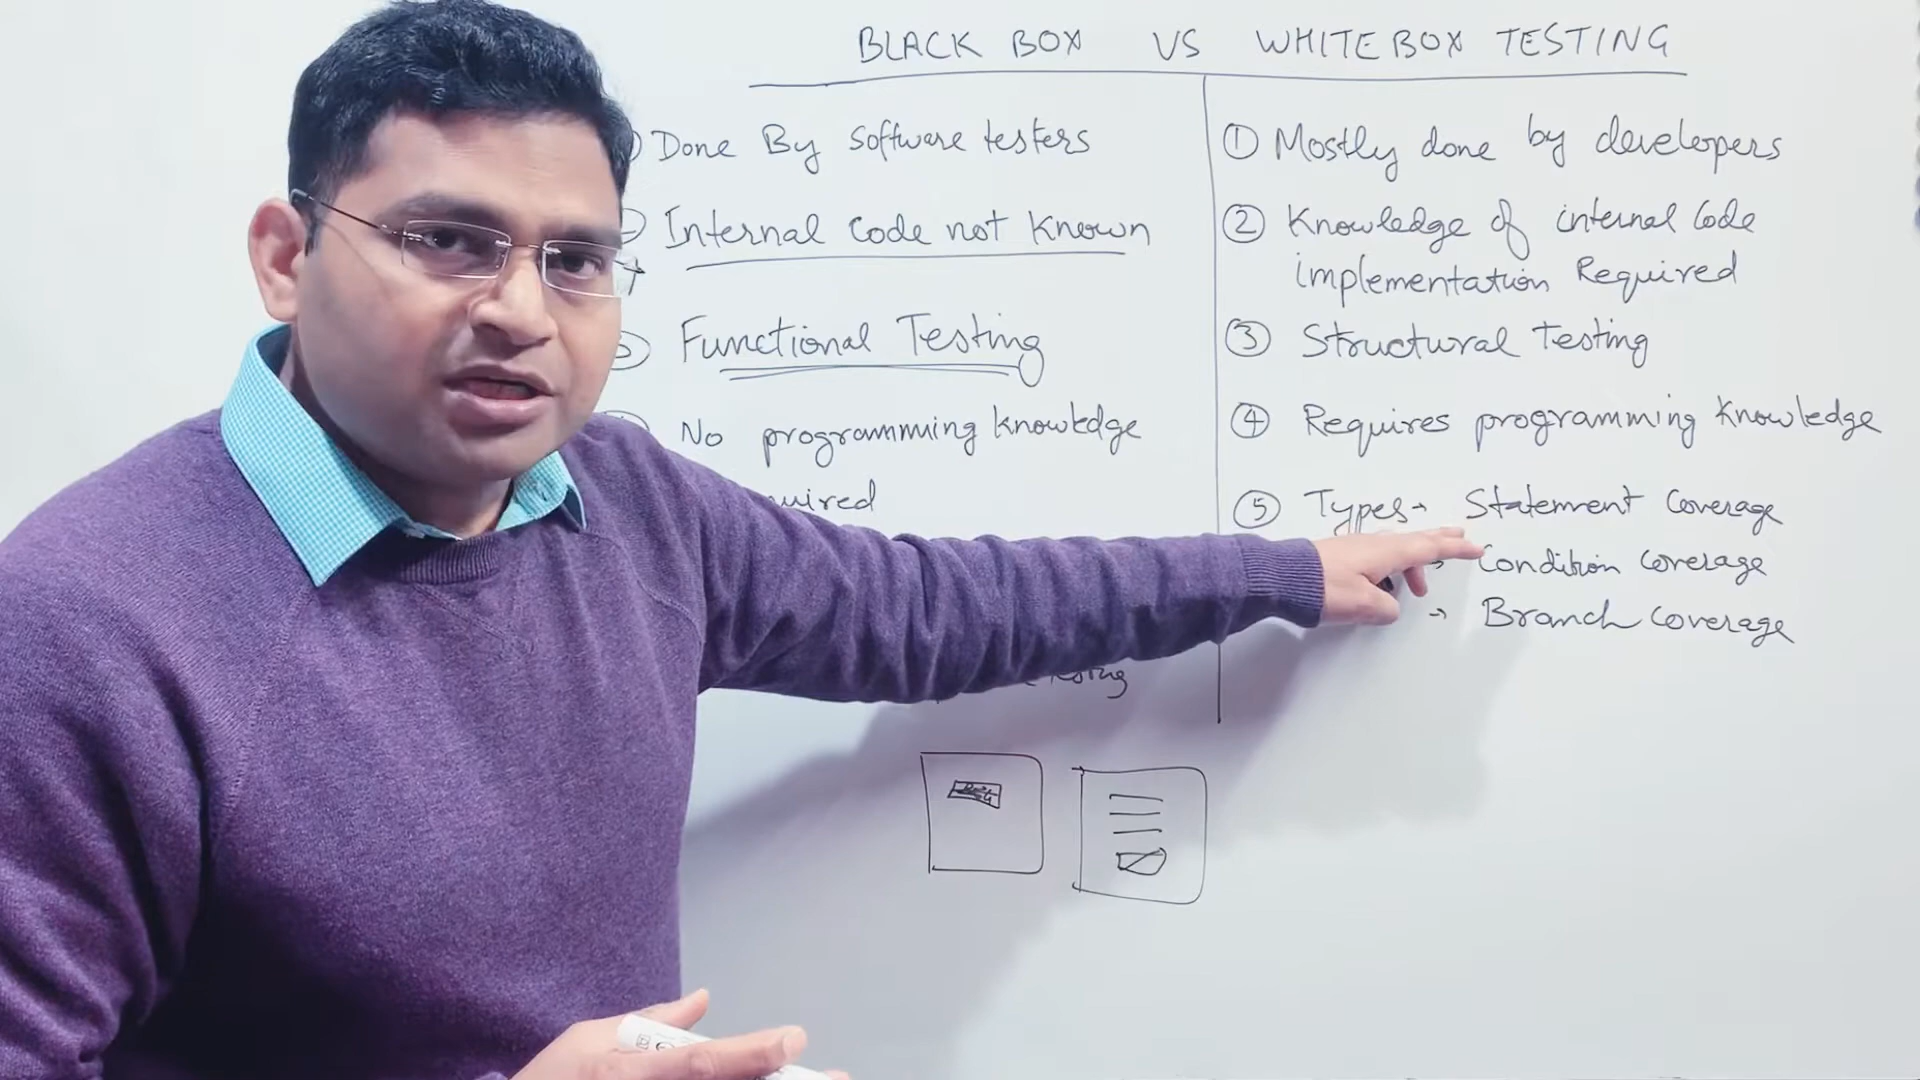 BLACK BOX VS WHITEBOX TESTING
Done By Software testers
Internal Code not Known
Functional Testing
No programming Knowledge
① Mostly done by developers
② Knowledge of internal Code
implementation Required
③ Structural Testing
④ Requires programming Knowledge
⑤ Types→ Statement Coverage
→ Condition Coverage
→ Branch Coverage